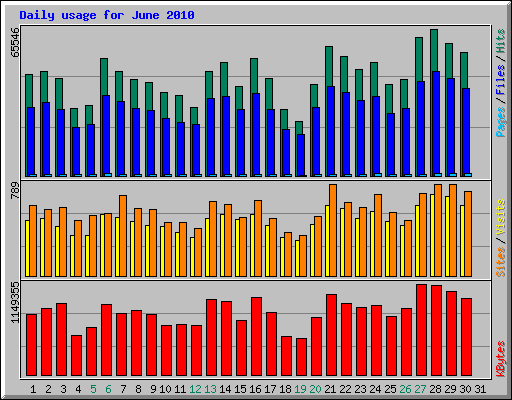 Daily usage for June 2010
65546
Pages / Files / Hits
789
Sites / Visits
1149355
KBytes
1 2 3 4 5 6 7 8 9 10 11 12 13 14 15 16 17 18 19 20 21 22 23 24 25 26 27 28 29 30 31